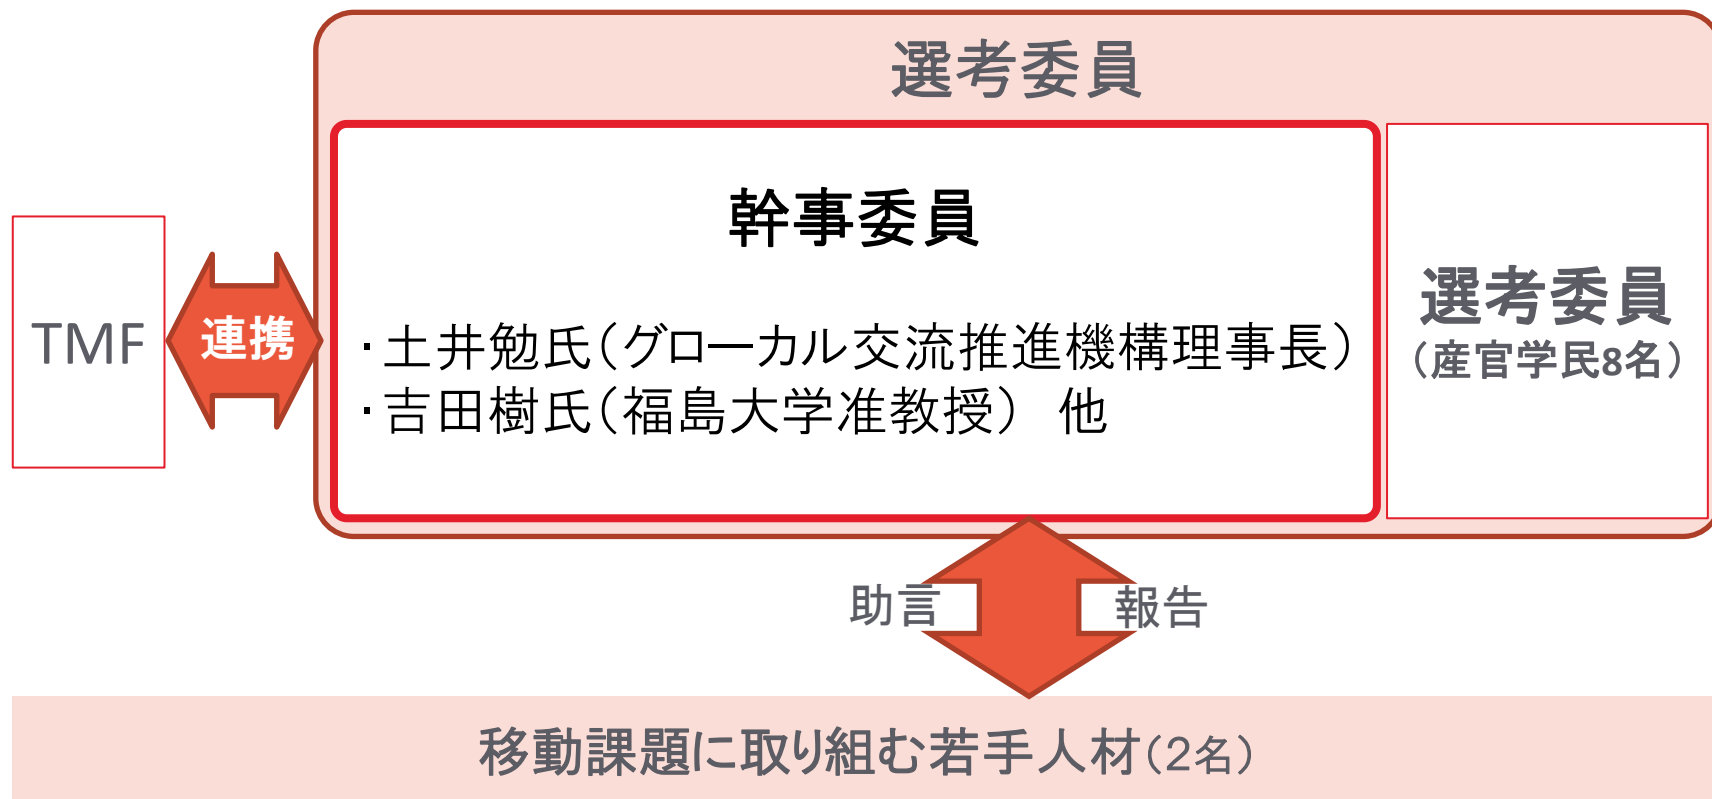 選考委員
幹事委員
・土井勉氏（グローカル交流推進機構理事長）
・吉田樹氏（福島大学准教授） 他
選考委員
（産官学民8名）
TMF
連携
助言
報告
移動課題に取り組む若手人材（2名）